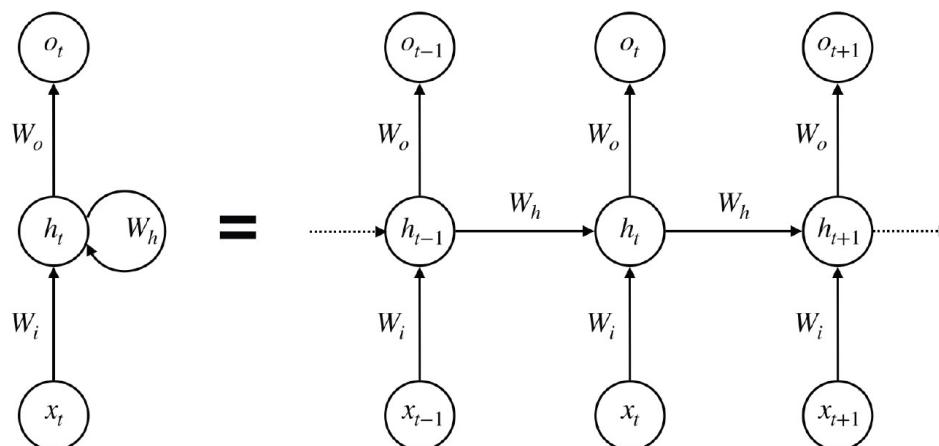 o_t o_{t−1} o_t o_{t+1}
W_o W_o W_o W_o
W_h W_h
h_t W_h = h_{t−1} h_t h_{t+1}
W_i W_i W_i W_i
x_t x_{t−1} x_t x_{t+1}